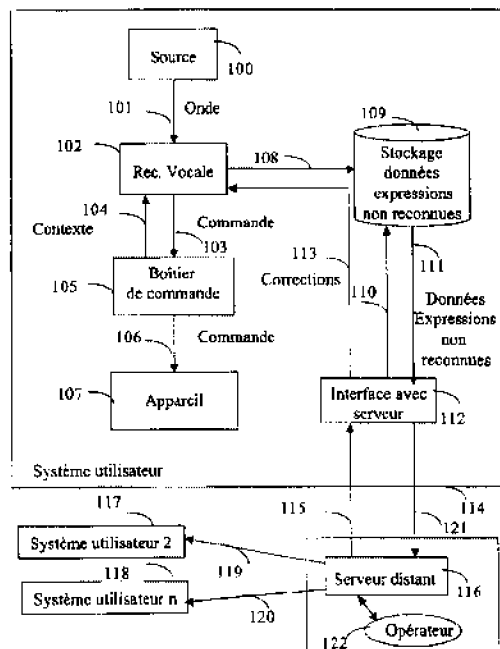 Source
100
101
Onde
102
Rec. Vocale
108
109
Stockage
données
expressions
non reconnues
104
Contexte
Commande
103
113
Corrections
110
111
105
Boîtier
de commande
Données
Expressions
non
reconnues
106
Commande
107
Appareil
Interface avec
serveur
112
Système utilisateur
117
115
114
121
Système utilisateur 2
118
119
Serveur distant
116
Système utilisateur n
120
122
Opérateur